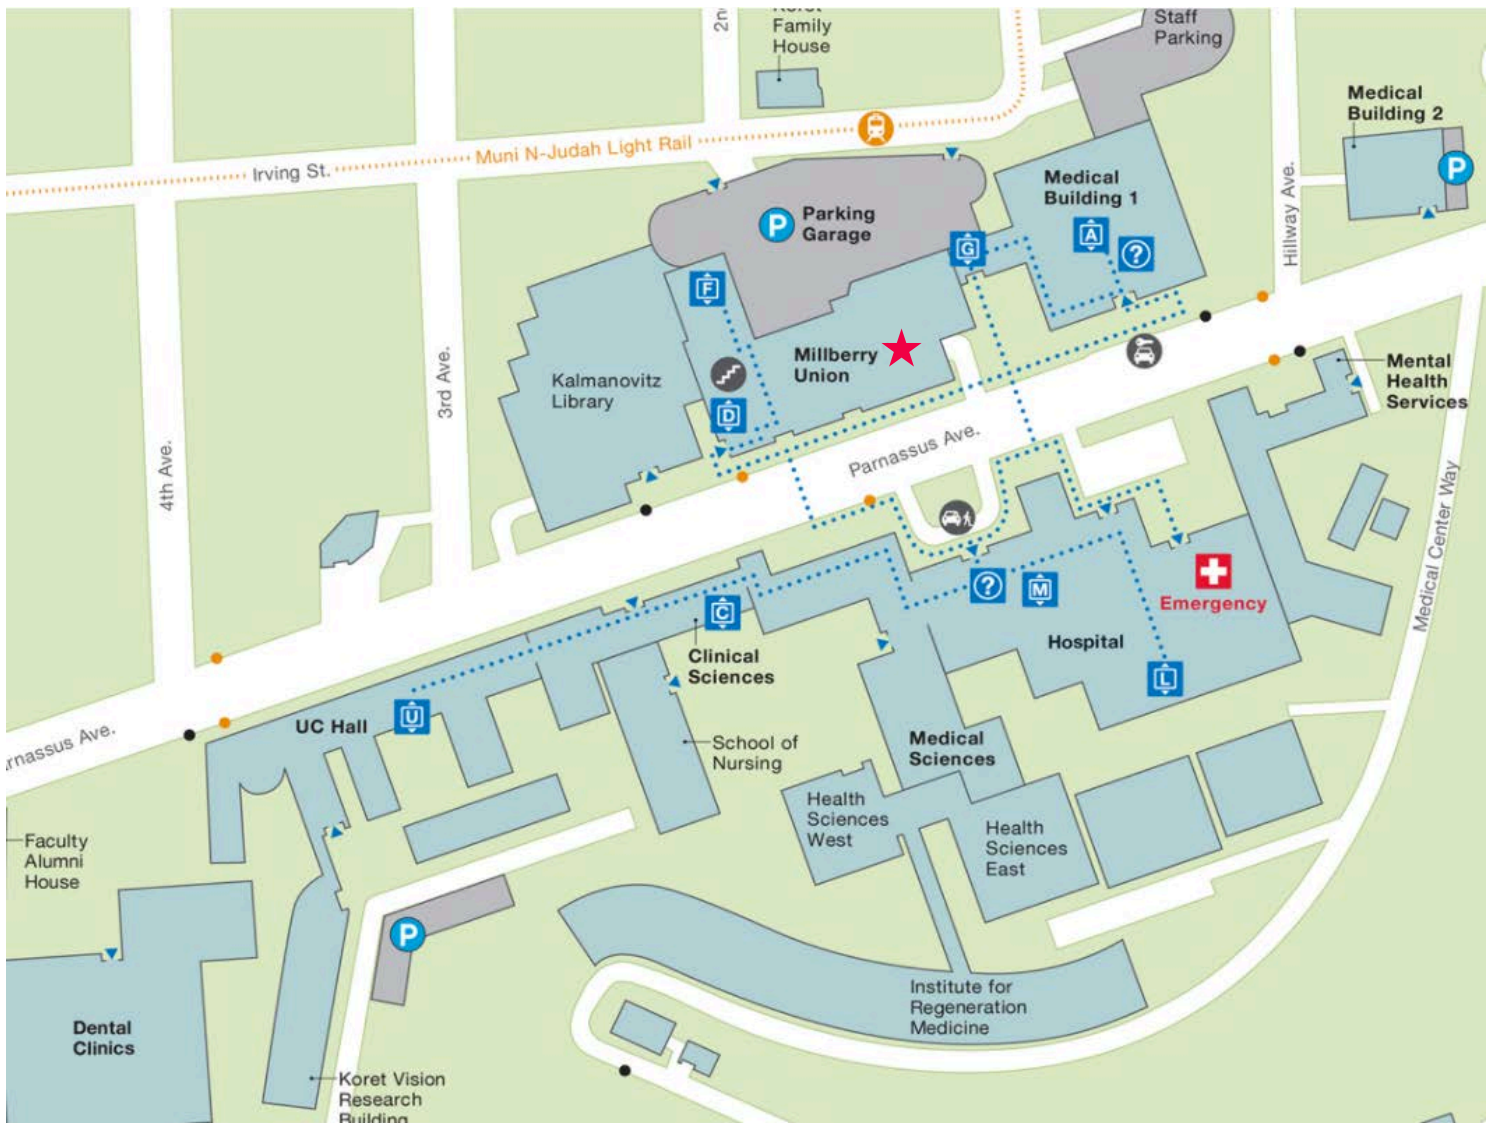 Koret
Family
House
2nd
Staff
Parking
Medical
Building 2
P
Irving St.
Muni N-Judah Light Rail
Hillway Ave.
Medical
Building 1
P
Parking
Garage
G
A
?
F
Millberry
Union
Kalmanovitz
Library
D
3rd Ave.
4th Ave.
Mental
Health
Services
Parnassus Ave.
Medical Center Way
?
M
Emergency
Hospital
L
C
Clinical
Sciences
U
UC Hall
rnassus Ave.
School of
Nursing
Medical
Sciences
Health
Sciences
West
Health
Sciences
East
Faculty
Alumni
House
P
Institute for
Regeneration
Medicine
Dental
Clinics
Koret Vision
Research
Building